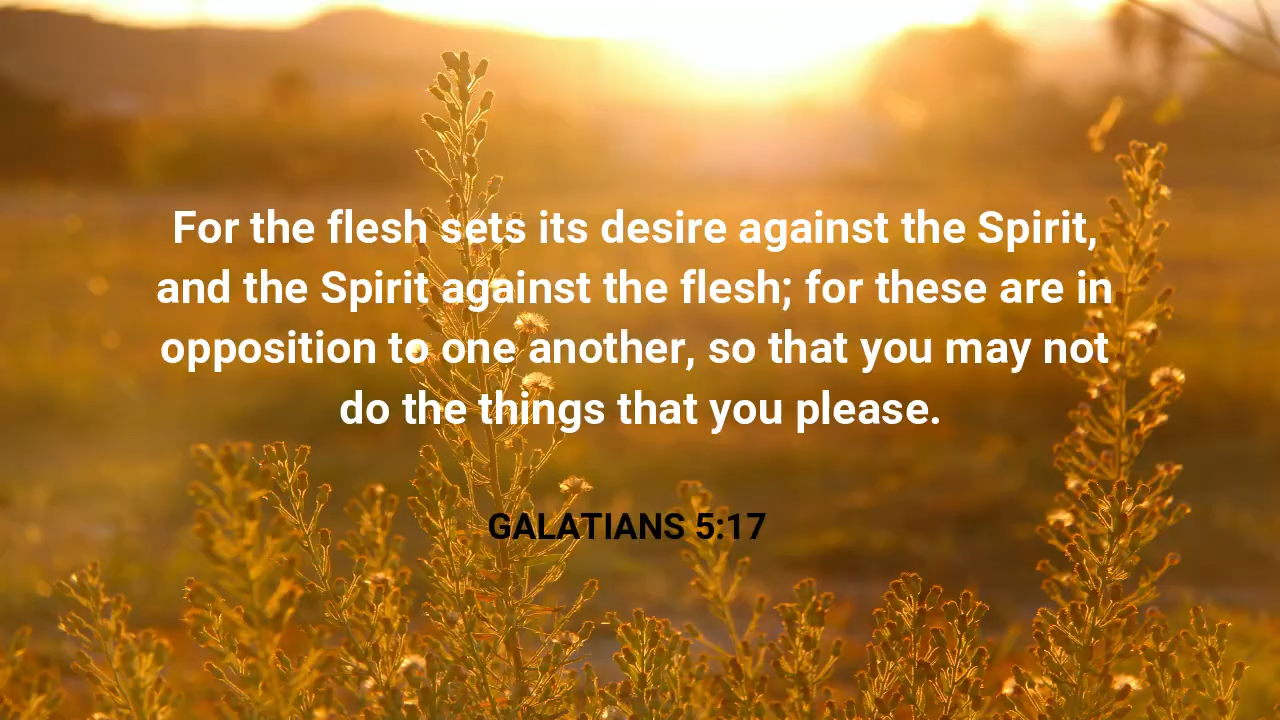 For the flesh sets its desire against the Spirit,
and the Spirit against the flesh; for these are in
opposition to one another, so that you may not
do the things that you please.
GALATIANS 5:17